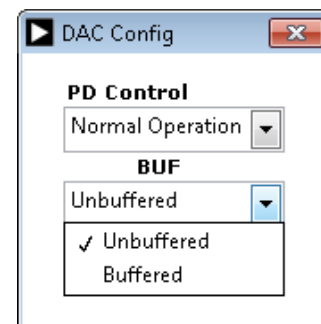 DAC Config
PD Control
Normal Operation
BUF
Unbuffered
Unbuffered
Buffered